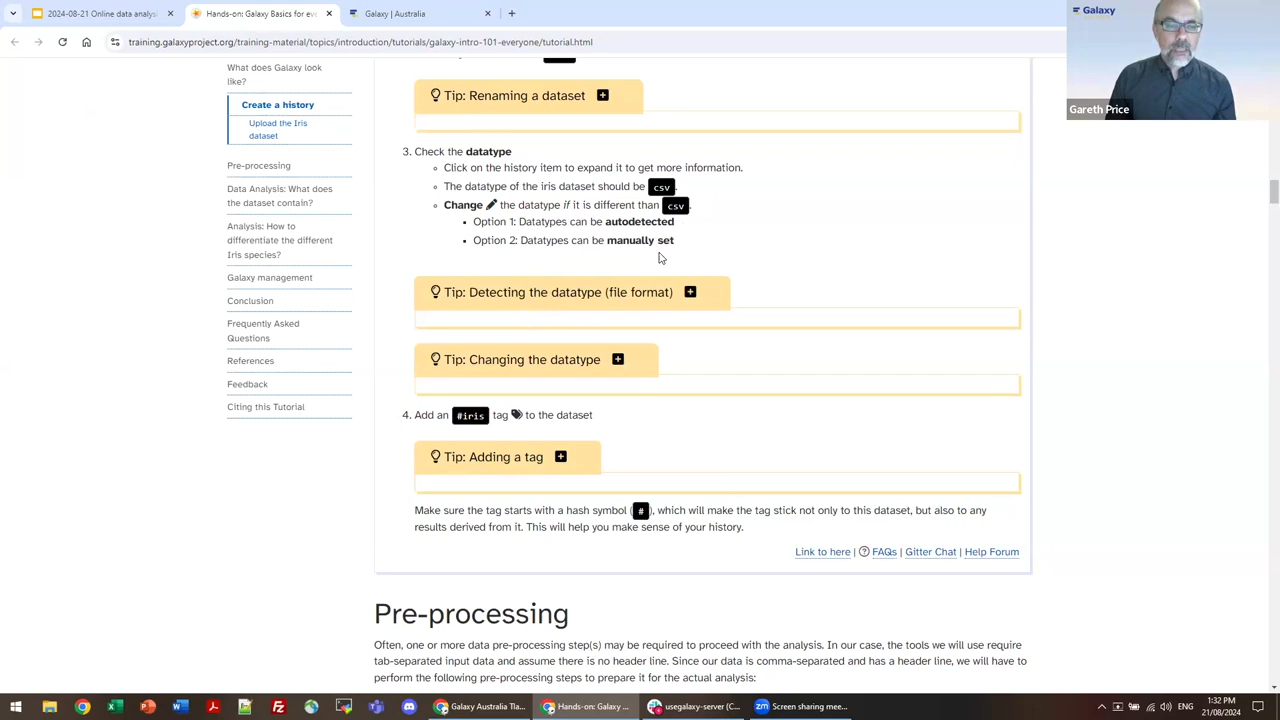 2024-08-21 Online data analysis
Hands-on: Galaxy Basics for eve
Galaxy | Australia
training.galaxyproject.org/training-material/topics/introduction/tutorials/galaxy-intro-101-everyone/tutorial.html
Galaxy
Gareth Price
What does Galaxy look
like?
Create a history
Upload the Iris
dataset
Pre-processing
Data Analysis: What does
the dataset contain?
Analysis: How to
differentiate the different
Iris species?
Galaxy management
Conclusion
Frequently Asked
Questions
References
Feedback
Citing this Tutorial
Tip: Renaming a dataset
3. Check the datatype
Click on the history item to expand it to get more information.
The datatype of the iris dataset should be csv.
Change the datatype if it is different than csv.
Option 1: Datatypes can be autodetected
Option 2: Datatypes can be manually set
Tip: Detecting the datatype (file format)
Tip: Changing the datatype
4. Add an #iris tag to the dataset
Tip: Adding a tag
Make sure the tag starts with a hash symbol (#), which will make the tag stick not only to this dataset, but also to any
results derived from it. This will help you make sense of your history.
Link to here | FAQs | Gitter Chat | Help Forum
Pre-processing
Often, one or more data pre-processing step(s) may be required to proceed with the analysis. In our case, the tools we will use require
tab-separated input data and assume there is no header line. Since our data is comma-separated and has a header line, we will have to
perform the following pre-processing steps to prepare it for the actual analysis:
Galaxy Australia Tla...
Hands-on: Galaxy ...
usegalaxy-server (C...
Screen sharing mee...
ENG
1:32 PM
21/08/2024